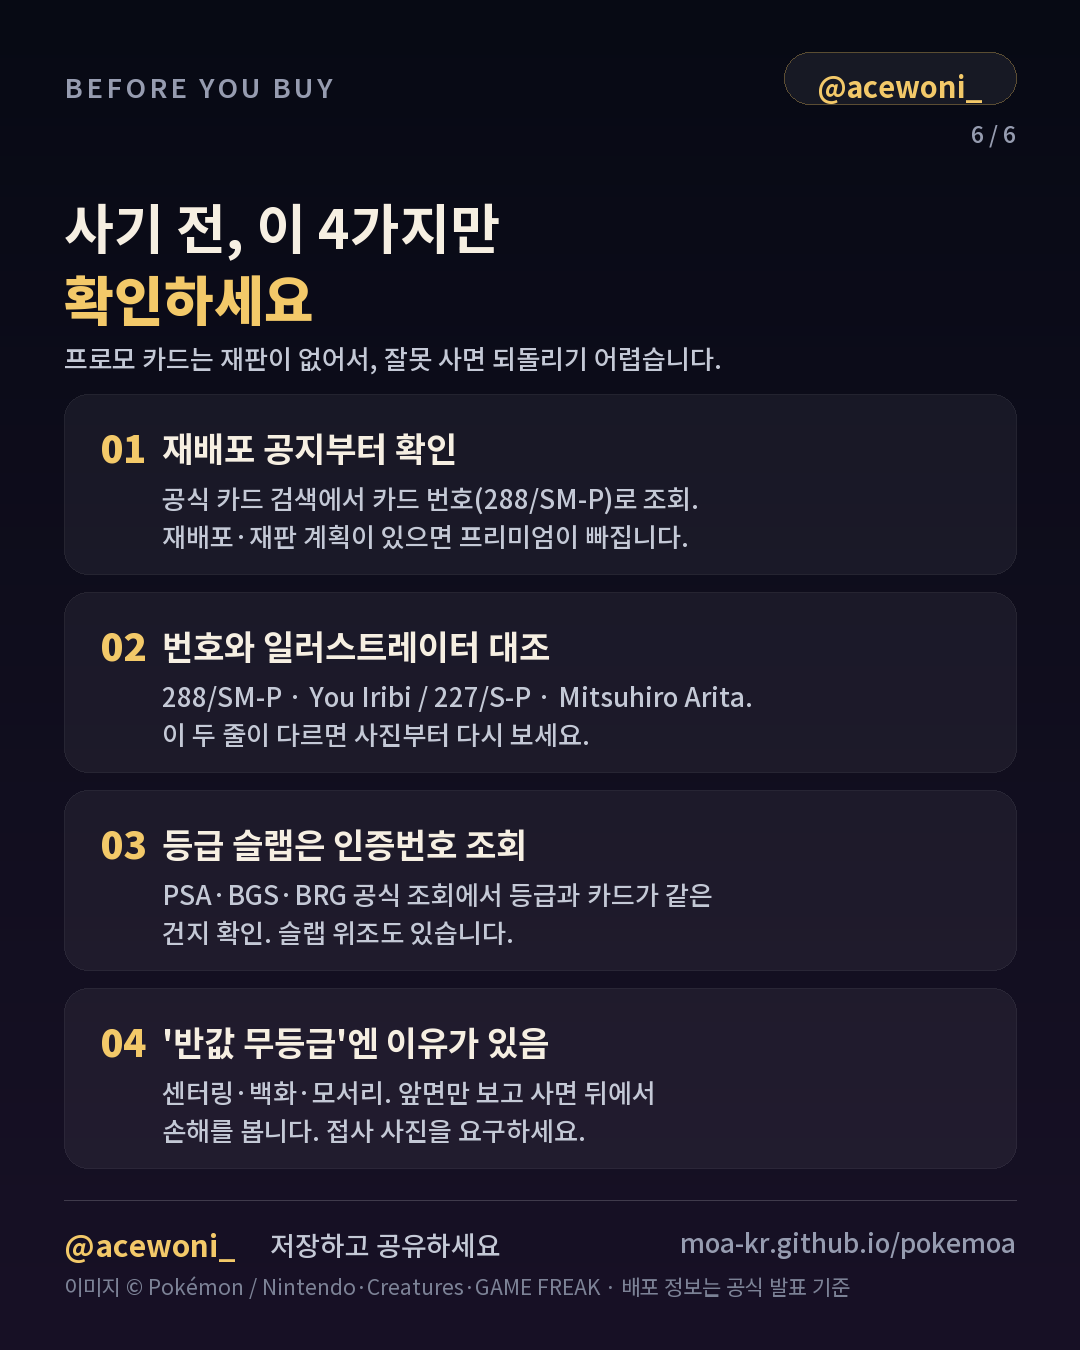 BEFORE YOU BUY
@acewoni_
6 / 6
사기 전, 이 4가지만
확인하세요
프로모 카드는 재판이 없어서, 잘못 사면 되돌리기 어렵습니다.
01 재배포 공지부터 확인
공식 카드 검색에서 카드 번호(288/SM-P)로 조회.
재배포·재판 계획이 있으면 프리미엄이 빠집니다.
02 번호와 일러스트레이터 대조
288/SM-P · You Iribi / 227/S-P · Mitsuhiro Arita.
이 두 줄이 다르면 사진부터 다시 보세요.
03 등급 슬랩은 인증번호 조회
PSA·BGS·BRG 공식 조회에서 등급과 카드가 같은
건지 확인. 슬랩 위조도 있습니다.
04 '반값 무등급'엔 이유가 있음
센터링·백화·모서리. 앞면만 보고 사면 뒤에서
손해를 봅니다. 접사 사진을 요구하세요.
@acewoni_ 저장하고 공유하세요
moa-kr.github.io/pokemoa
이미지 © Pokémon / Nintendo·Creatures·GAME FREAK · 배포 정보는 공식 발표 기준